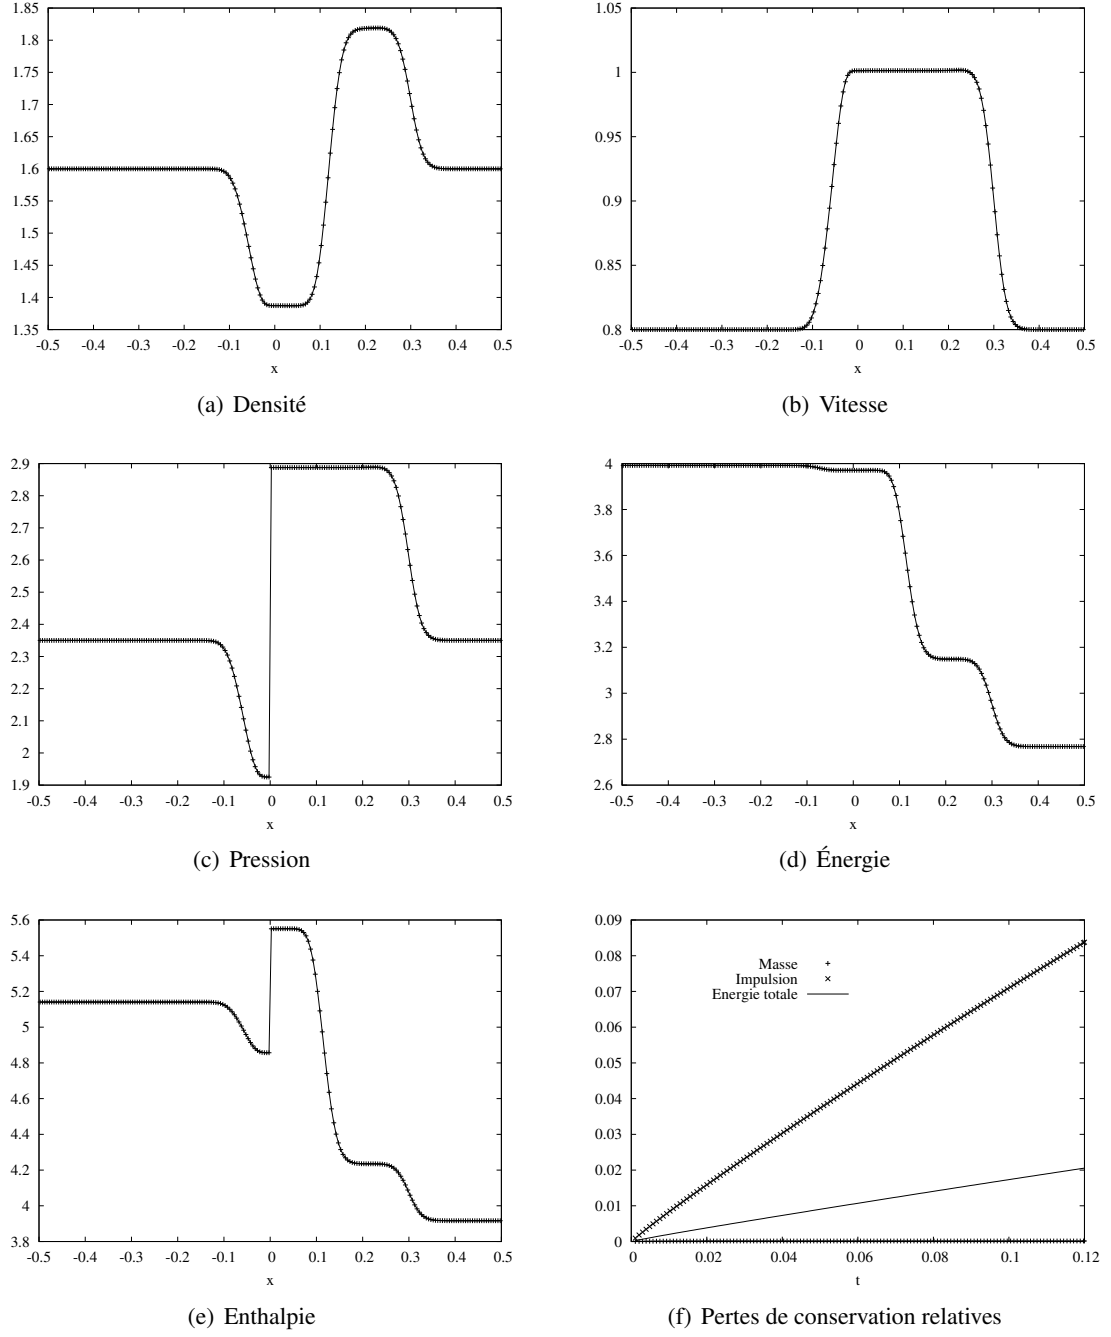 1.85
1.8
1.75
1.7
1.65
1.6
1.55
1.5
1.45
1.4
1.35
-0.5 -0.4 -0.3 -0.2 -0.1 0 0.1 0.2 0.3 0.4 0.5
x
(a) Densité
1.05
1
0.95
0.9
0.85
0.8
-0.5 -0.4 -0.3 -0.2 -0.1 0 0.1 0.2 0.3 0.4 0.5
x
(b) Vitesse
2.9
2.8
2.7
2.6
2.5
2.4
2.3
2.2
2.1
2
1.9
-0.5 -0.4 -0.3 -0.2 -0.1 0 0.1 0.2 0.3 0.4 0.5
x
(c) Pression
4
3.8
3.6
3.4
3.2
3
2.8
2.6
-0.5 -0.4 -0.3 -0.2 -0.1 0 0.1 0.2 0.3 0.4 0.5
x
(d) Énergie
5.6
5.4
5.2
5
4.8
4.6
4.4
4.2
4
3.8
-0.5 -0.4 -0.3 -0.2 -0.1 0 0.1 0.2 0.3 0.4 0.5
x
(e) Enthalpie
0.09
0.08
0.07
0.06
0.05
0.04
0.03
0.02
0.01
0
Masse
Impulsion
Energie totale
0 0.02 0.04 0.06 0.08 0.1 0.12
t
(f) Pertes de conservation relatives